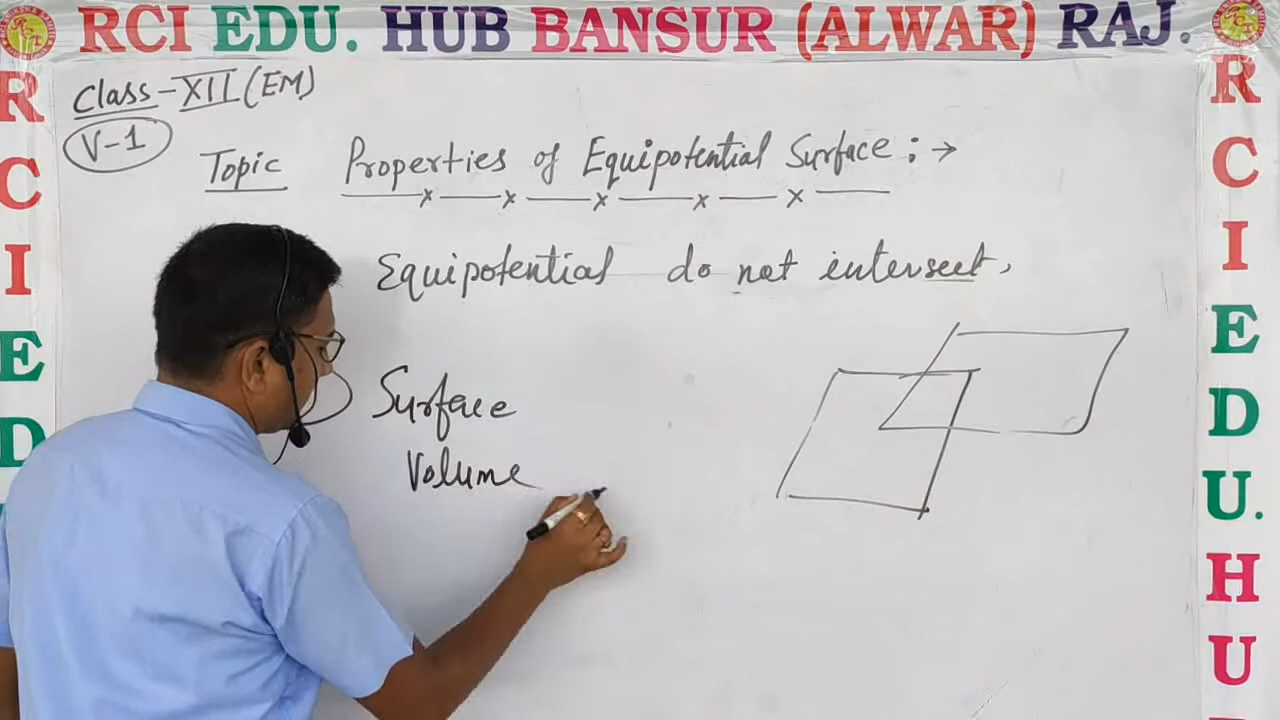 RCI EDU. HUB BANSUR (ALWAR) RAJ.
R
C
I
E
D
Class-XII (EM)
V-1
Topic Properties of Equipotential Surface : →
Equipotential do not intersect,
Surface
Volume
R
C
I
E
D
U.
H
U